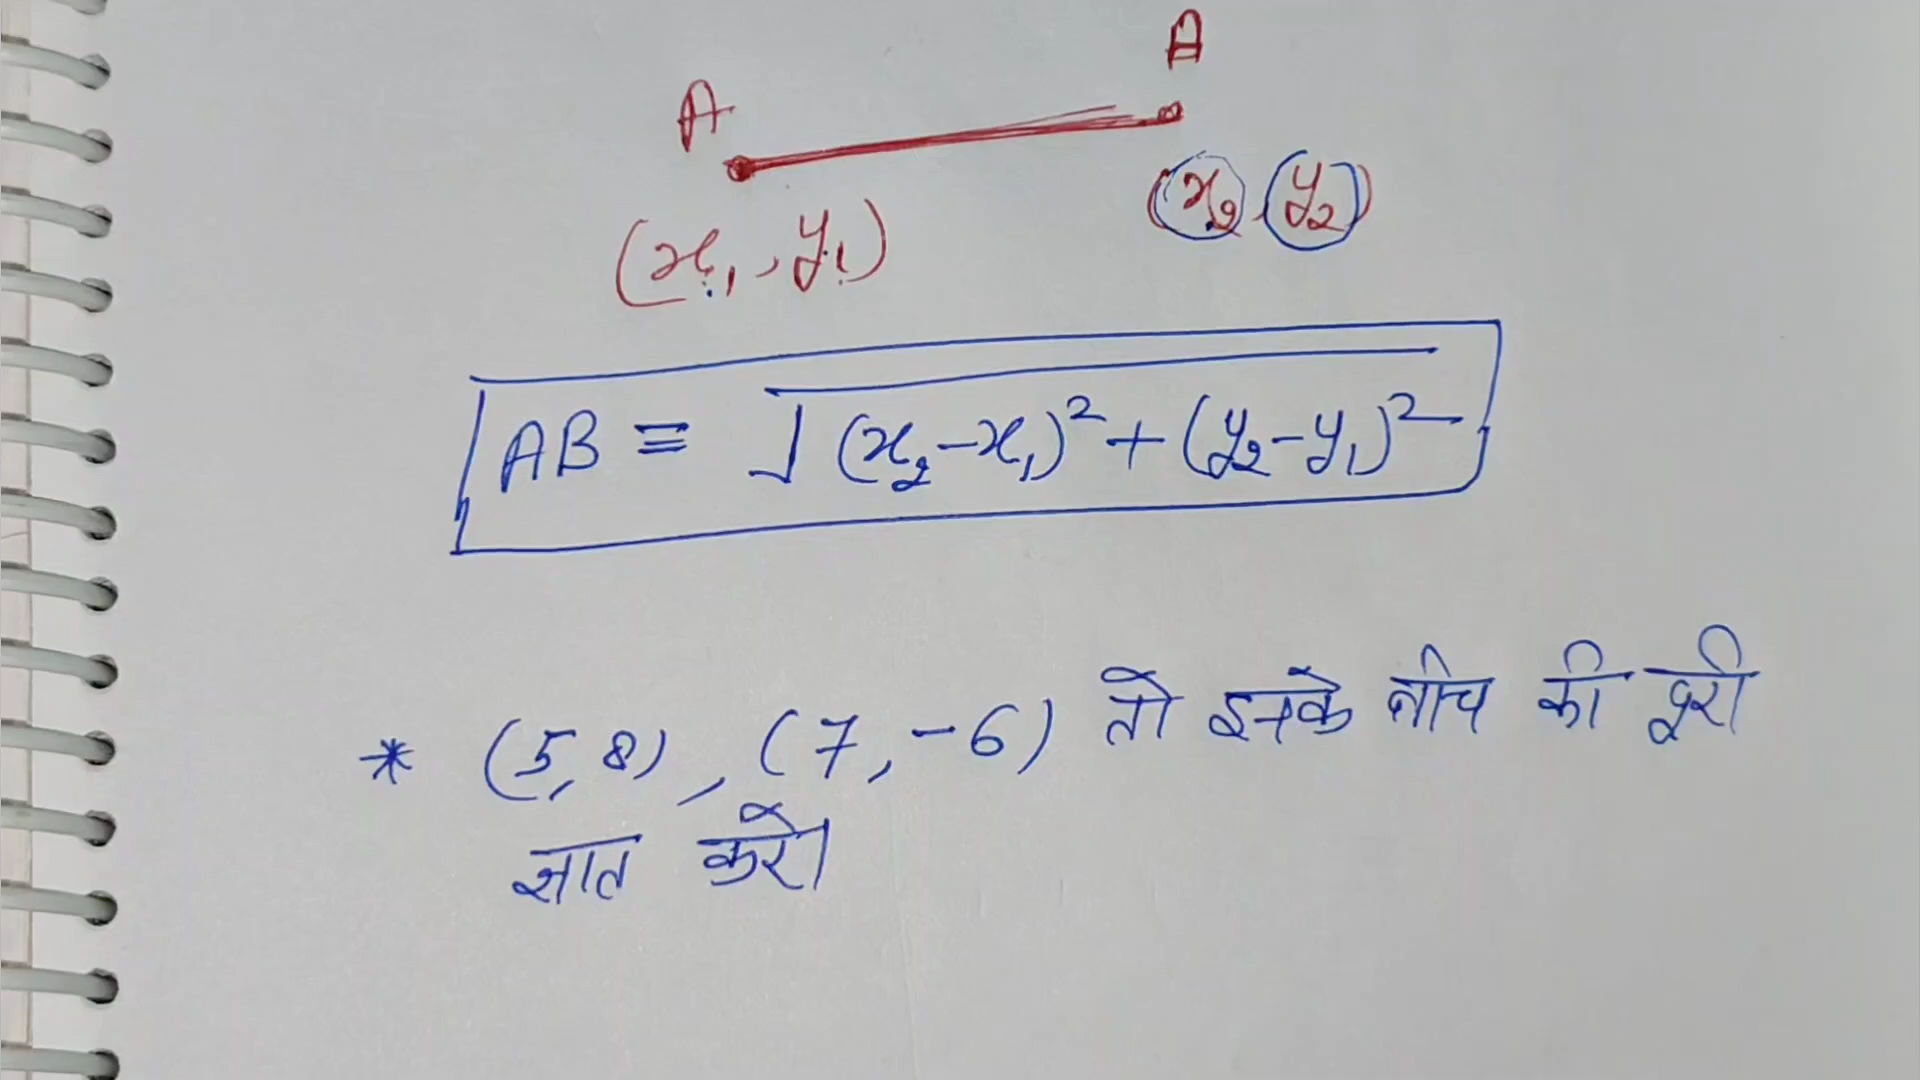 A A
(x₁, y₁) (x₂, y₂)
AB = √(x₂-x₁)²+(y₂-y₁)²
* (5,8), (7,-6) तो इनके बीच की दूरी
ज्ञात करो।